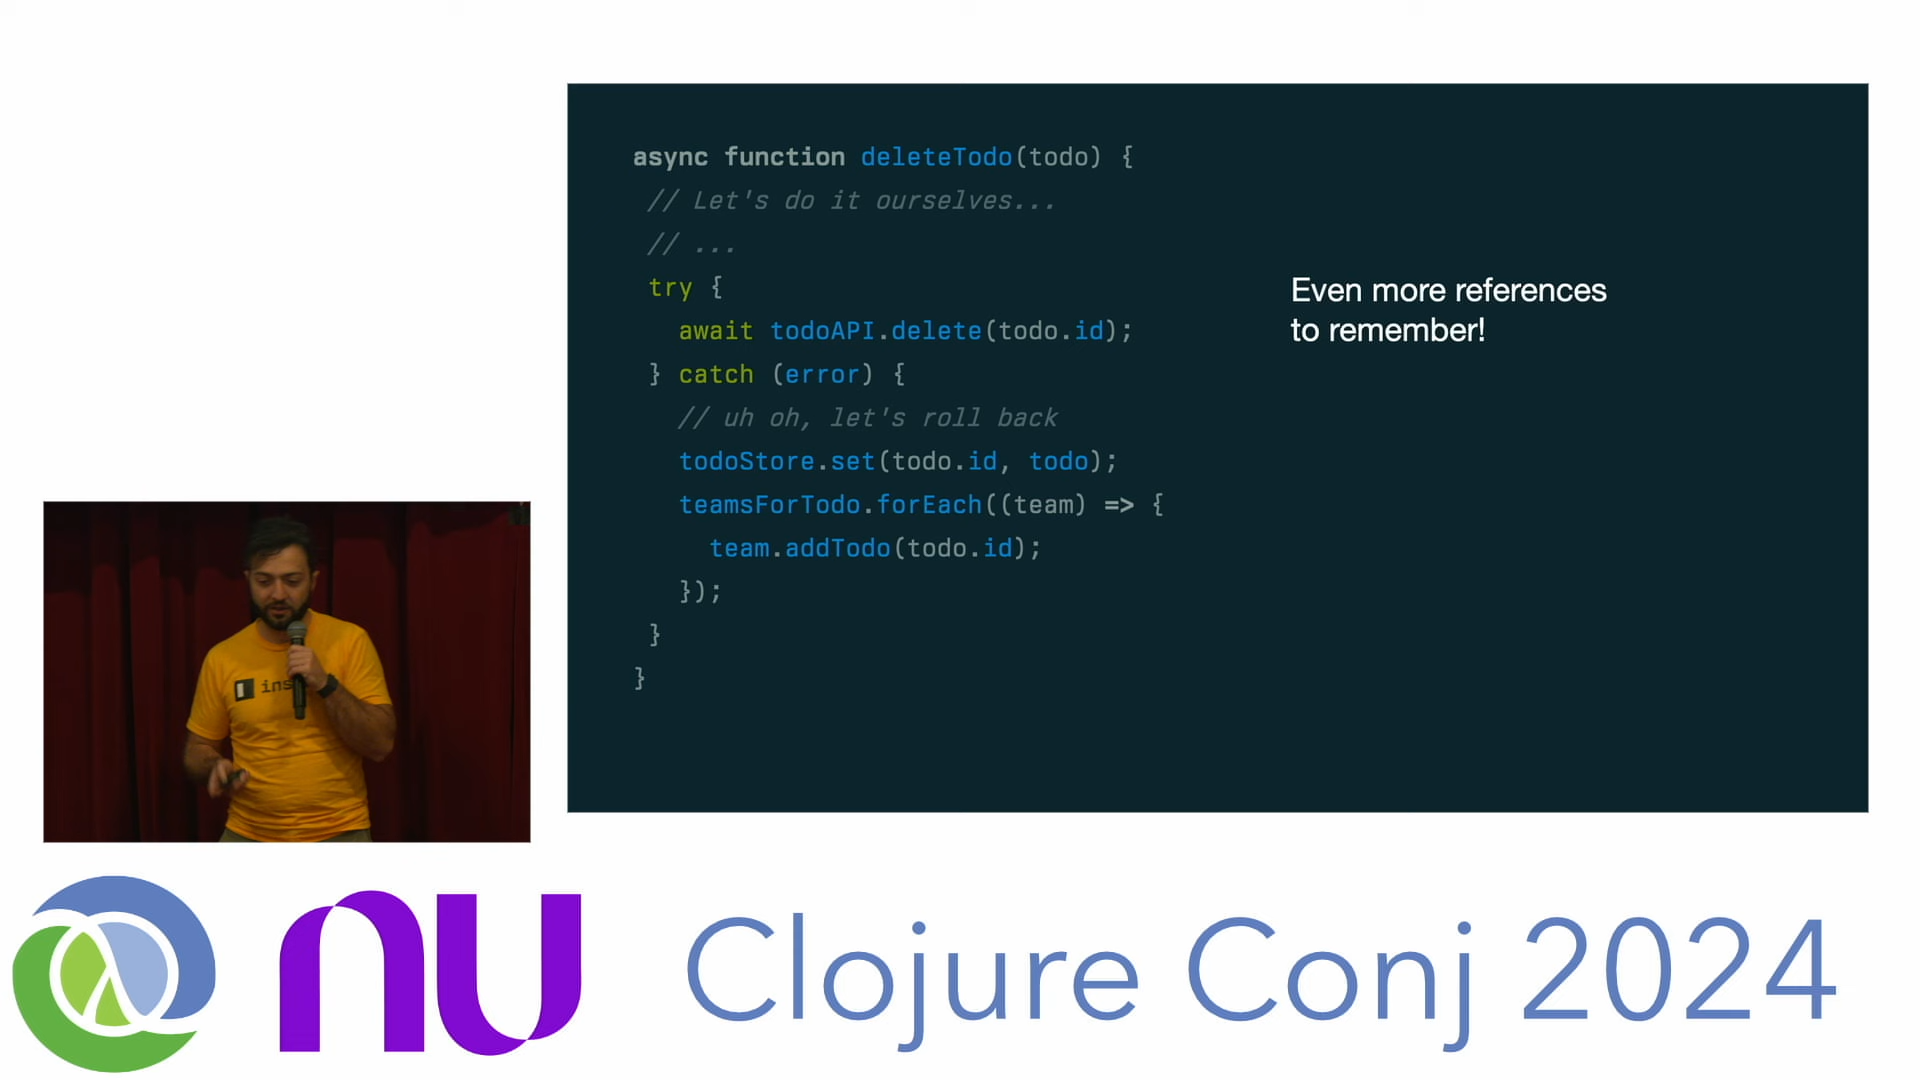 async function deleteTodo(todo) {
// Let's do it ourselves...
// ...
try {
await todoAPI.delete(todo.id);
} catch (error) {
// uh oh, let's roll back
todoStore.set(todo.id, todo);
teamsForTodo.forEach((team) => {
team.addTodo(todo.id);
});
}
}
Even more references
to remember!
ins
nu
Clojure Conj 2024